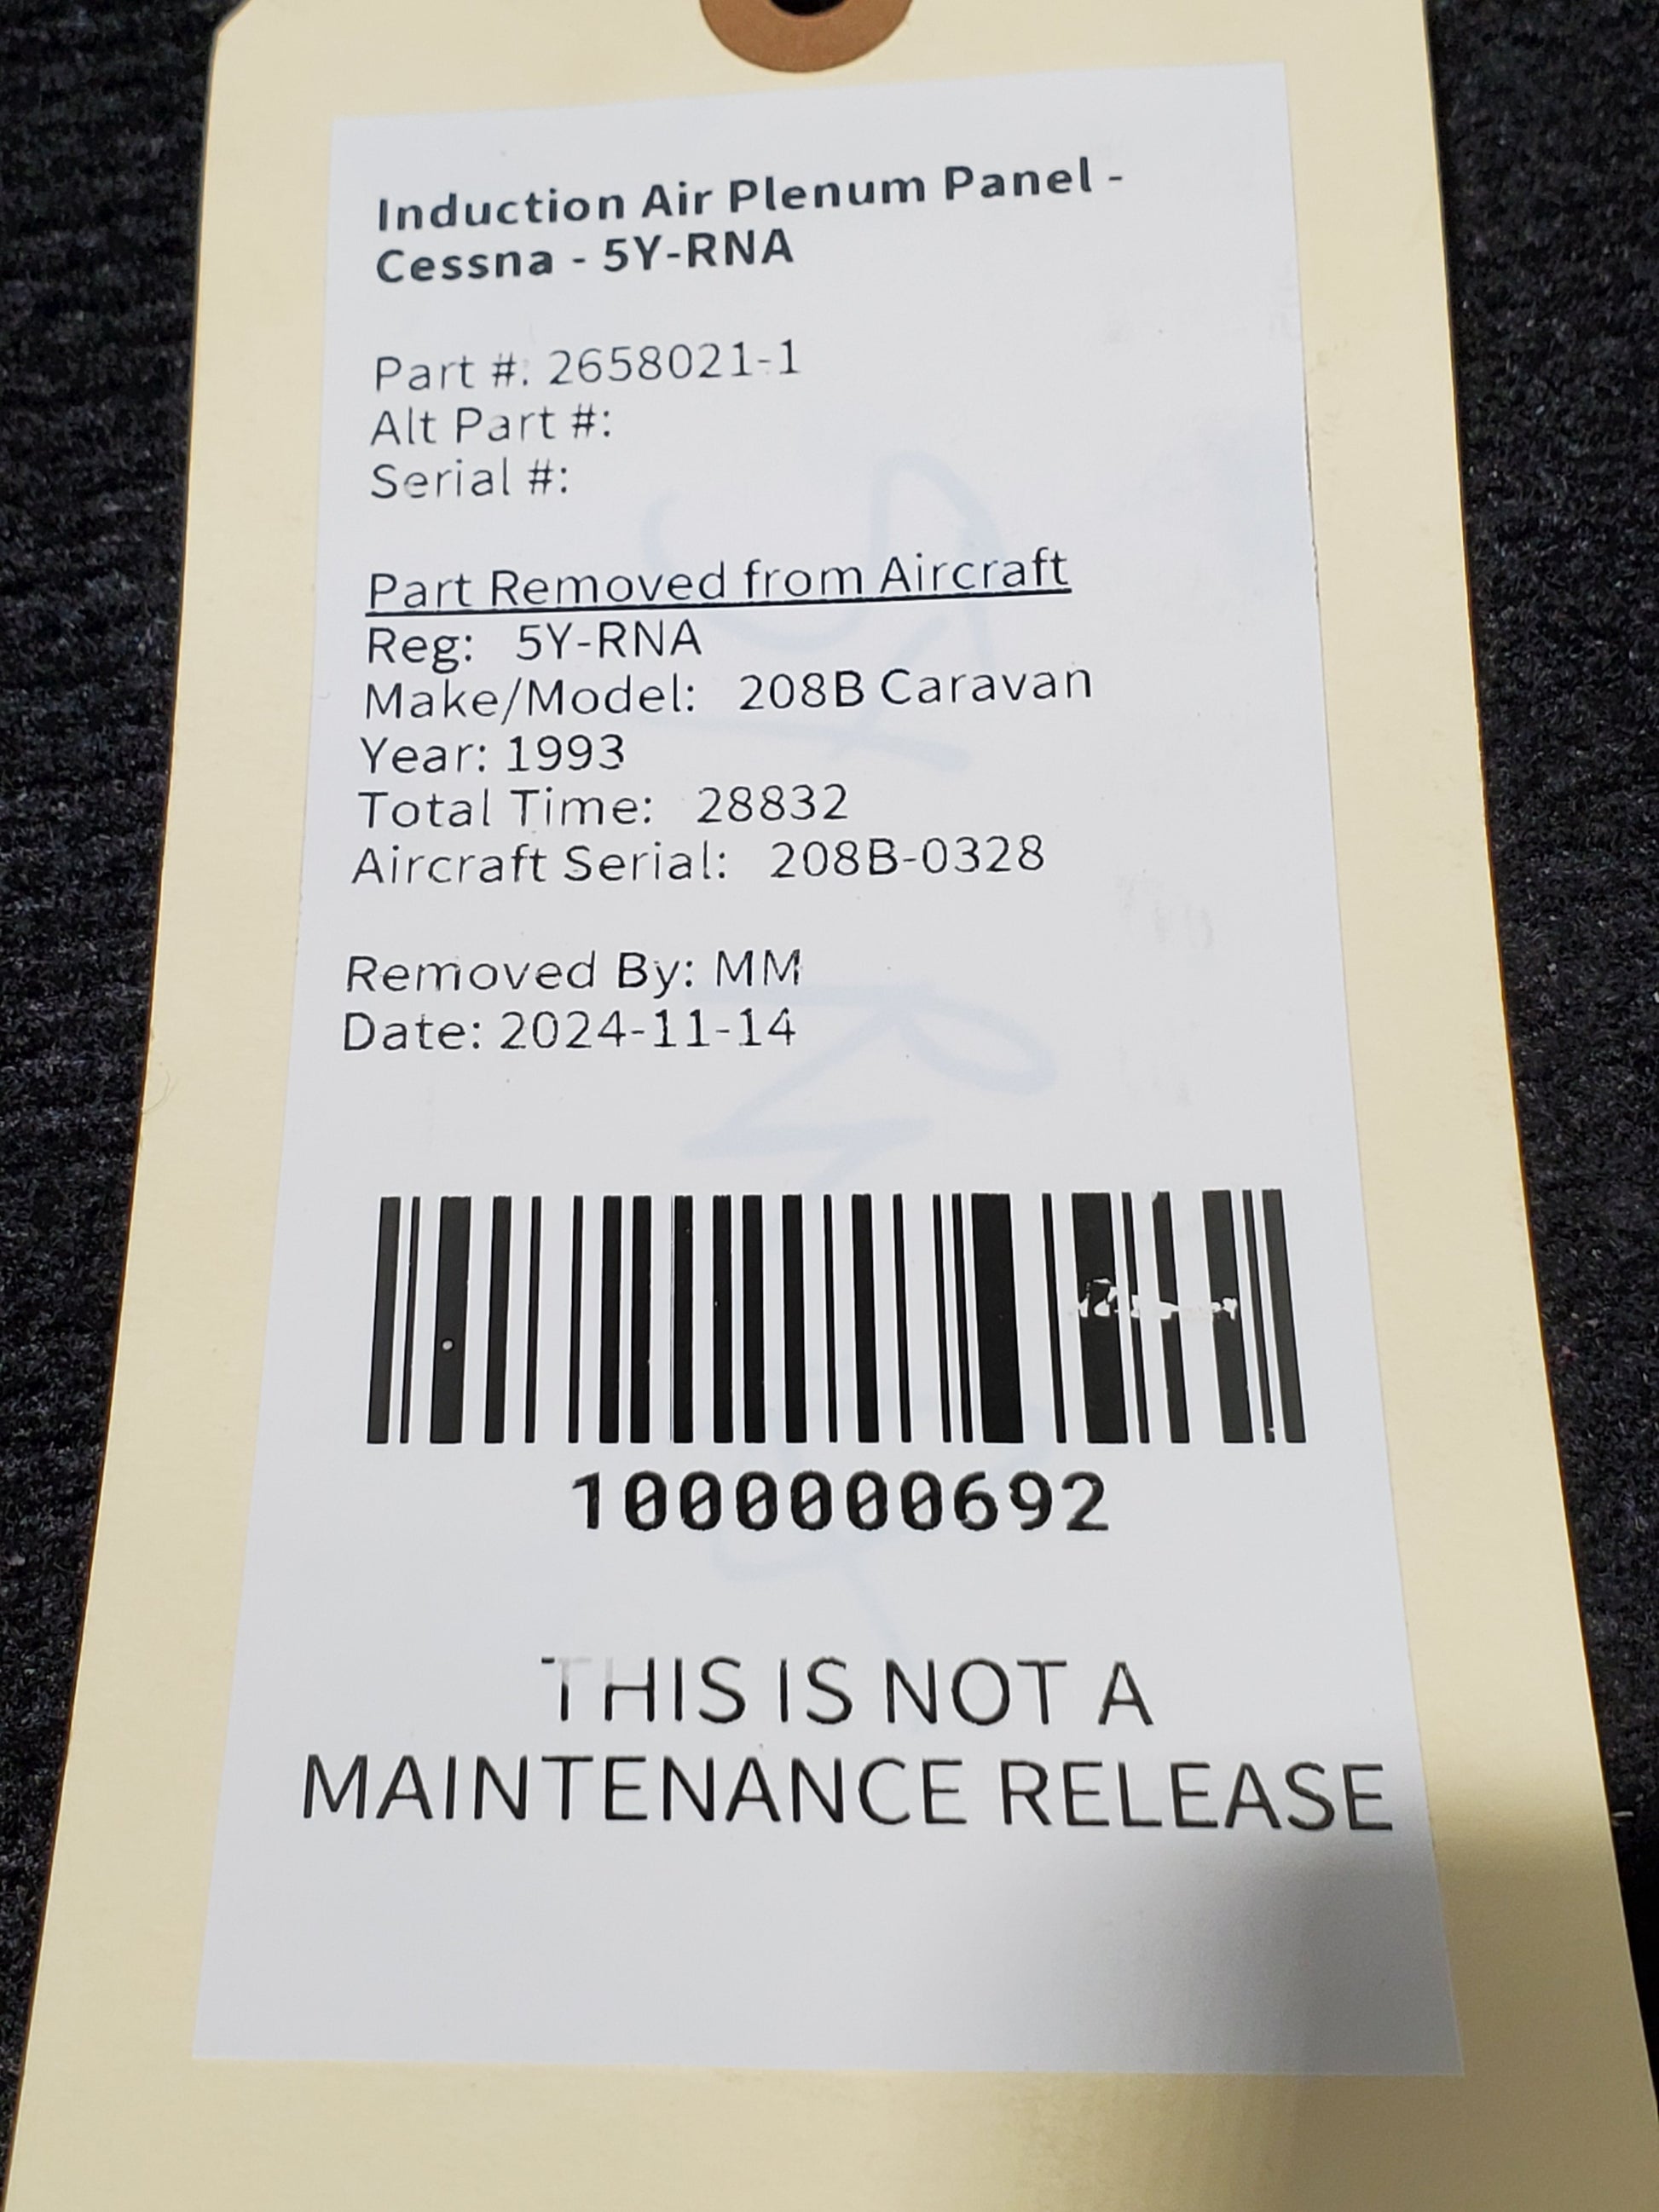 Induction Air Plenum Panel -
Cessna - 5Y-RNA
Part #: 2658021-1
Alt Part #:
Serial #:
Part Removed from Aircraft
Reg: 5Y-RNA
Make/Model: 208B Caravan
Year: 1993
Total Time: 28832
Aircraft Serial: 208B-0328
Removed By: MM
Date: 2024-11-14
1000000692
THIS IS NOT A
MAINTENANCE RELEASE